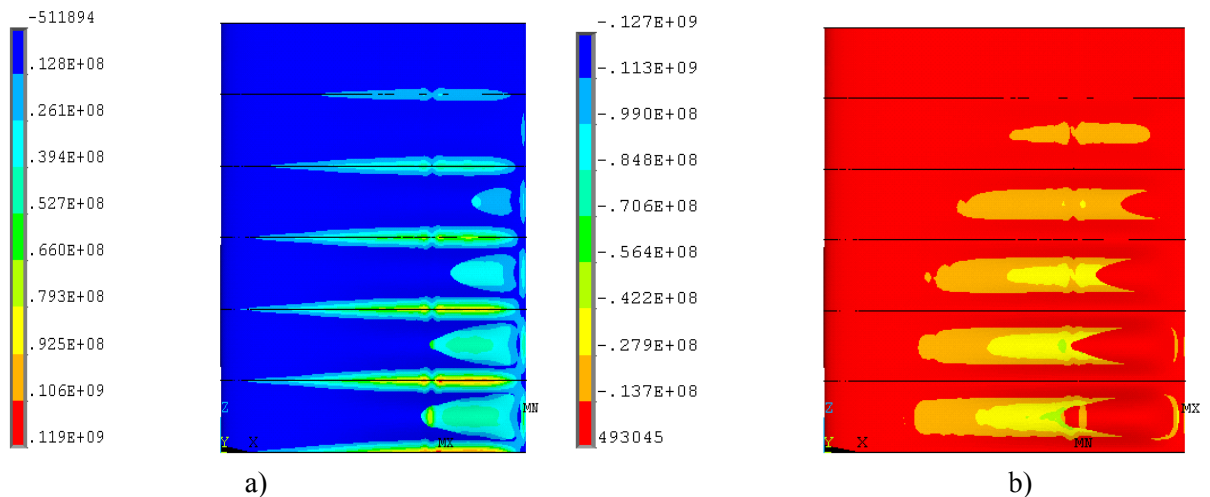 -511894
.128E+08
.261E+08
.394E+08
.527E+08
.660E+08
.793E+08
.925E+08
.106E+09
.119E+09
Z
Y X MX MN
a)
-.127E+09
-.113E+09
-.990E+08
-.848E+08
-.706E+08
-.564E+08
-.422E+08
-.279E+08
-.137E+08
493045
Z
Y X MN MX
b)